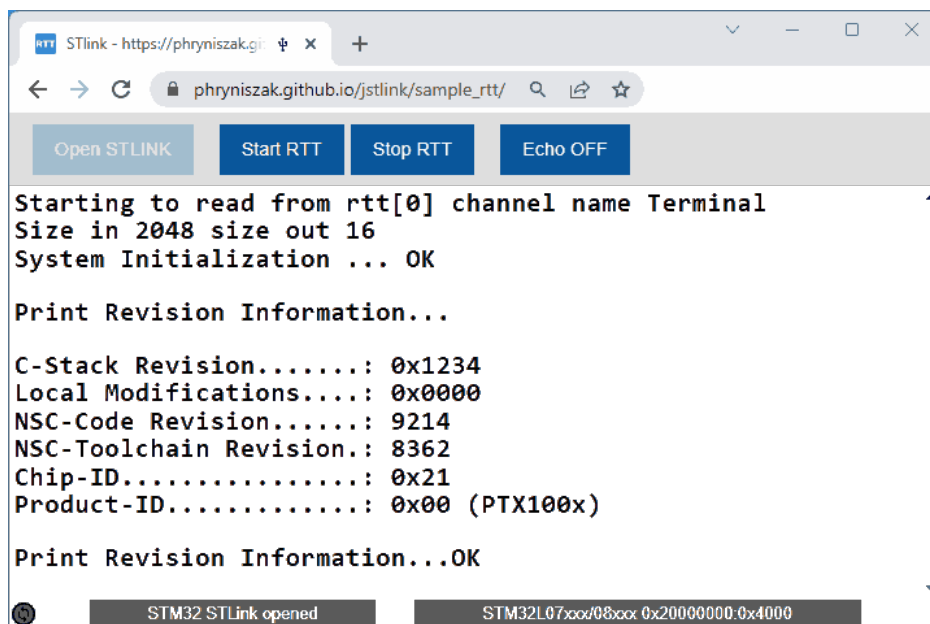 RTT STlink - https://phryniszak.gi
phryniszak.github.io/jstlink/sample_rtt/
Open STLINK Start RTT Stop RTT Echo OFF
Starting to read from rtt[0] channel name Terminal
Size in 2048 size out 16
System Initialization ... OK
Print Revision Information...
C-Stack Revision.......: 0x1234
Local Modifications....: 0x0000
NSC-Code Revision......: 9214
NSC-Toolchain Revision.: 8362
Chip-ID................: 0x21
Product-ID.............: 0x00 (PTX100x)
Print Revision Information...OK
STM32 STLink opened STM32L07xxx/08xxx 0x20000000:0x4000